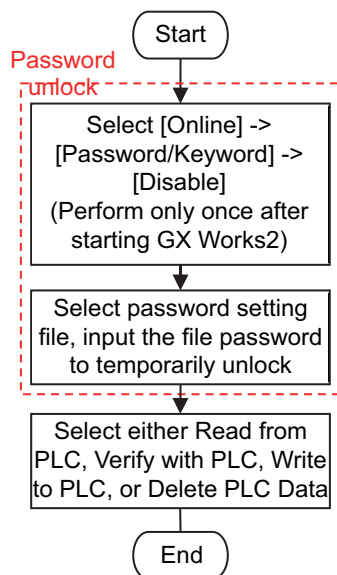 Start
Password
unlock
Select [Online] ->
[Password/Keyword] ->
[Disable]
(Perform only once after
starting GX Works2)
Select password setting
file, input the file password
to temporarily unlock
Select either Read from
PLC, Verify with PLC, Write
to PLC, or Delete PLC Data
End